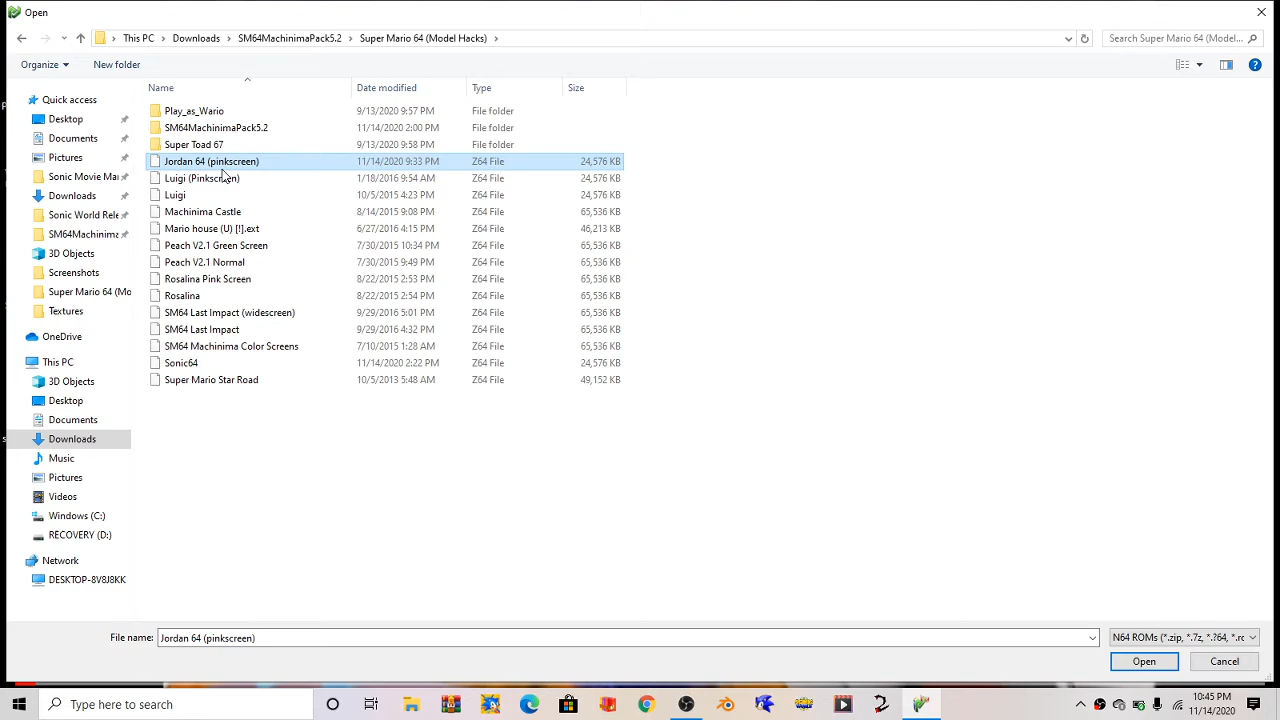 Open
This PC > Downloads > SM64MachinimaPack5.2 > Super Mario 64 (Model Hacks) >
Search Super Mario 64 (Model...
Organize
New folder
Name Date modified Type Size
Quick access
Desktop
Documents
Pictures
Sonic Movie Ma
Downloads
Sonic World Rele
SM64Machinima
3D Objects
Screenshots
Super Mario 64 (Mo
Textures
OneDrive
This PC
3D Objects
Desktop
Documents
Downloads
Music
Pictures
Videos
Windows (C:)
RECOVERY (D:)
Network
DESKTOP-8V8J8KK
Play_as_Wario 9/13/2020 9:57 PM File folder
SM64MachinimaPack5.2 11/14/2020 2:00 PM File folder
Super Toad 67 9/13/2020 9:58 PM File folder
Jordan 64 (pinkscreen) 11/14/2020 9:33 PM Z64 File 24,576 KB
Luigi (Pinkscreen) 1/18/2016 9:54 AM Z64 File 24,576 KB
Luigi 10/5/2015 4:23 PM Z64 File 24,576 KB
Machinima Castle 8/14/2015 9:08 PM Z64 File 65,536 KB
Mario house (U) [!].ext 6/27/2016 4:15 PM Z64 File 46,213 KB
Peach V2.1 Green Screen 7/30/2015 10:34 PM Z64 File 65,536 KB
Peach V2.1 Normal 7/30/2015 9:49 PM Z64 File 65,536 KB
Rosalina Pink Screen 8/22/2015 2:53 PM Z64 File 65,536 KB
Rosalina 8/22/2015 2:54 PM Z64 File 65,536 KB
SM64 Last Impact (widescreen) 9/29/2016 5:01 PM Z64 File 65,536 KB
SM64 Last Impact 9/29/2016 4:32 PM Z64 File 65,536 KB
SM64 Machinima Color Screens 7/10/2015 1:28 AM Z64 File 65,536 KB
Sonic64 11/14/2020 2:22 PM Z64 File 24,576 KB
Super Mario Star Road 10/5/2013 5:48 AM Z64 File 49,152 KB
File name: Jordan 64 (pinkscreen)
N64 ROMs (*.zip, *.7z, *.?64, *.rc
Open
Cancel
Type here to search
10:45 PM
11/14/2020